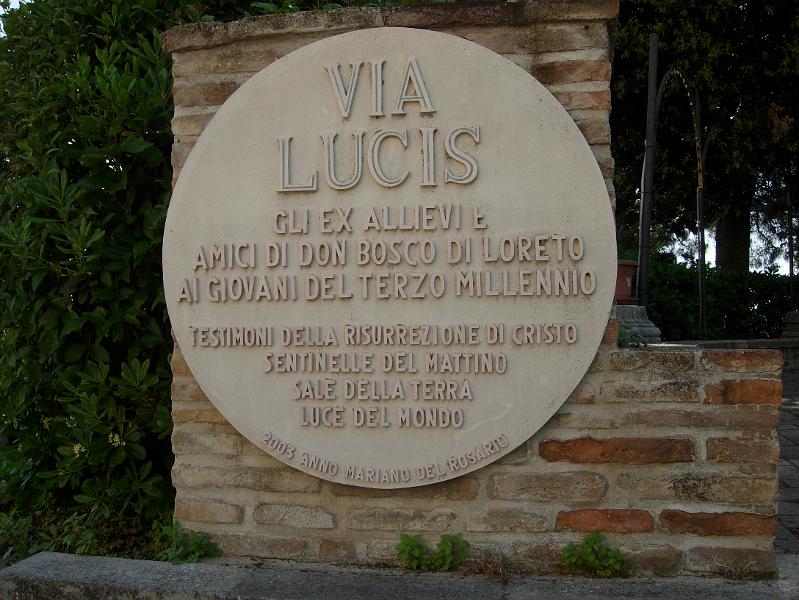 VIA
LUCIS
GLI EX ALLIEVI E
AMICI DI DON BOSCO DI LORETO
AI GIOVANI DEL TERZO MILLENNIO
TESTIMONI DELLA RISURREZIONE DI CRISTO
SENTINELLE DEL MATTINO
SALE DELLA TERRA
LUCE DEL MONDO
2003 ANNO MARIANO DEL ROSARIO